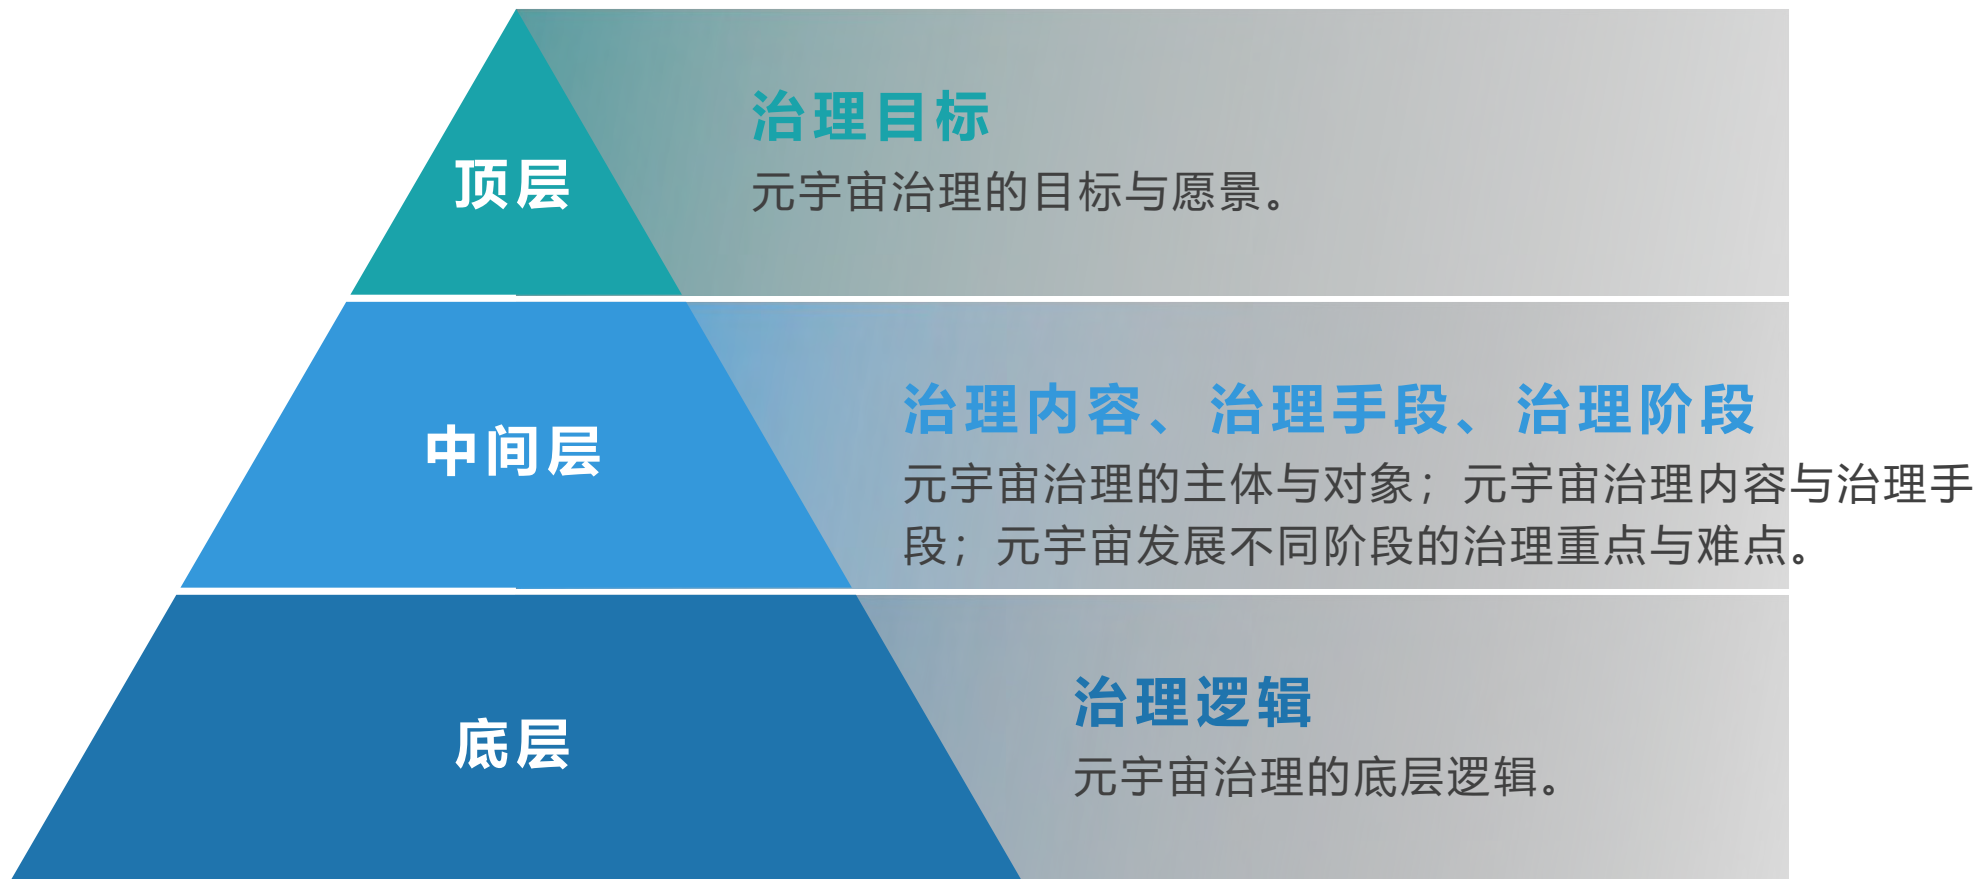 顶层
治理目标
元宇宙治理的目标与愿景。
中间层
治理内容、治理手段、治理阶段
元宇宙治理的主体与对象；元宇宙治理内容与治理手
段；元宇宙发展不同阶段的治理重点与难点。
底层
治理逻辑
元宇宙治理的底层逻辑。